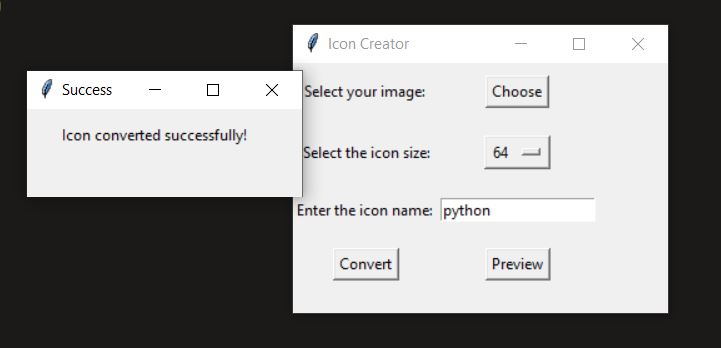 Icon Creator
Success
Select your image:
Choose
Icon converted successfully!
Select the icon size:
64
Enter the icon name:
python
Convert
Preview